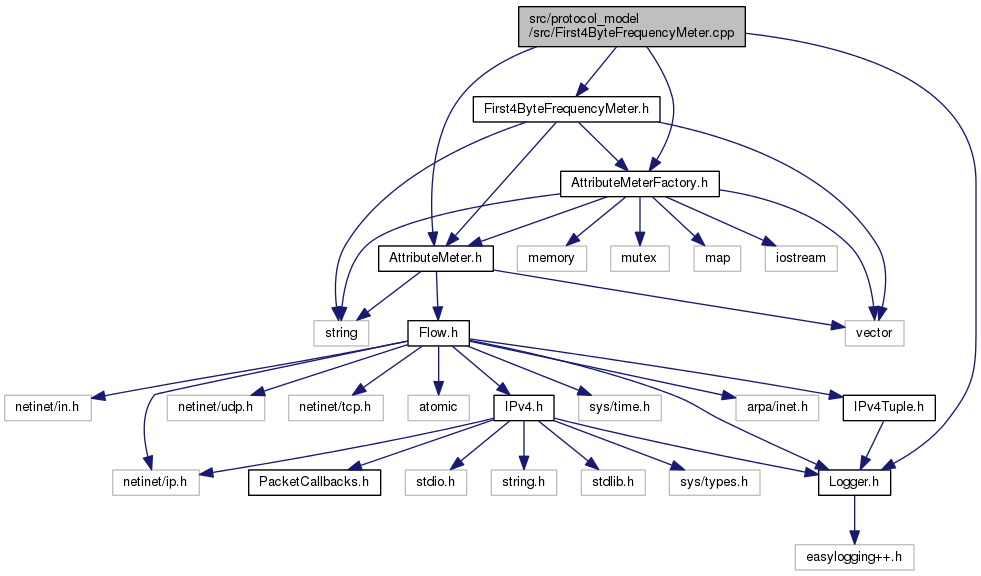 src/protocol_model
/src/First4ByteFrequencyMeter.cpp
First4ByteFrequencyMeter.h
AttributeMeterFactory.h
AttributeMeter.h
memory
mutex
map
iostream
string
Flow.h
vector
netinet/in.h
netinet/udp.h
netinet/tcp.h
atomic
IPv4.h
sys/time.h
arpa/inet.h
IPv4Tuple.h
netinet/ip.h
PacketCallbacks.h
stdio.h
string.h
stdlib.h
sys/types.h
Logger.h
easylogging++.h